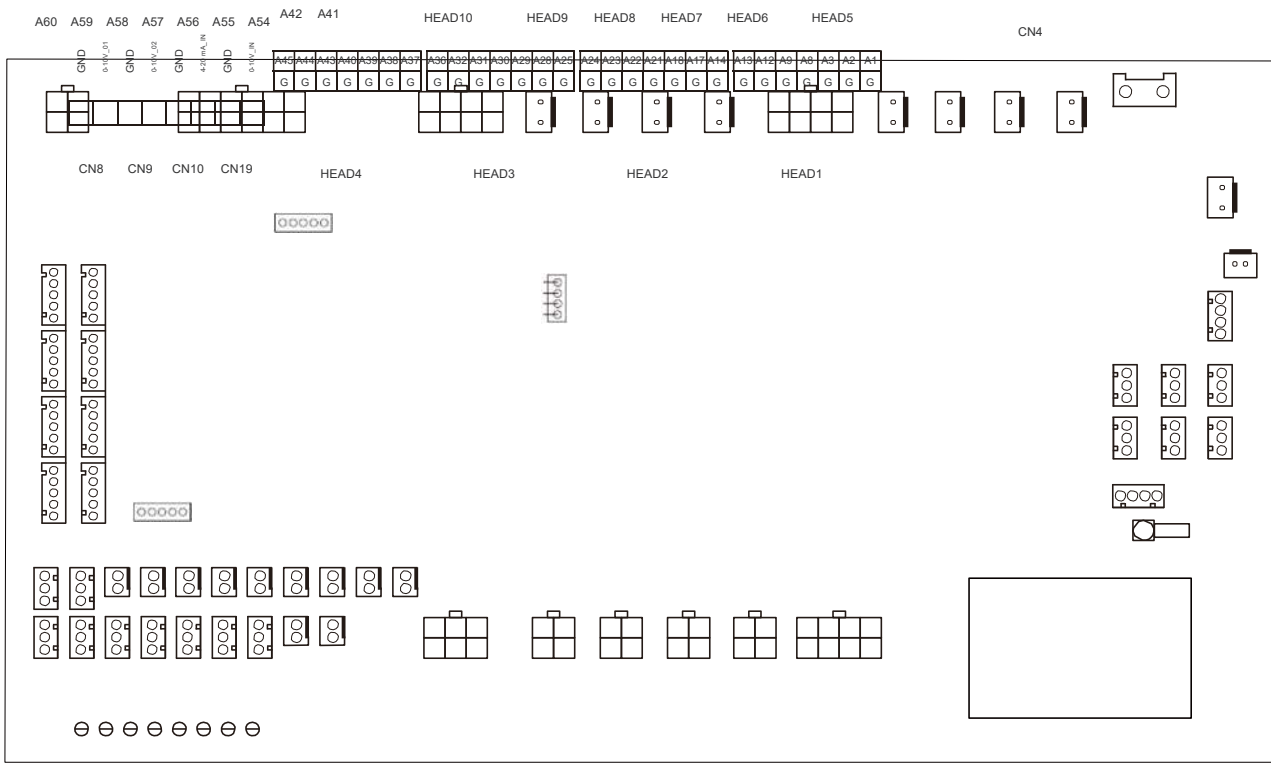 A60 A59 A58 A57 A56 A55 A54 A42 A41 HEAD10 HEAD9 HEAD8 HEAD7 HEAD6 HEAD5 CN4
GND 0-10V_01 GND 0-10V_02 GND 4-20 mA_IN GND 0-10V_IN
A45 A44 A43 A40 A39 A38 A37 A36 A32 A31 A30 A29 A28 A25 A24 A23 A22 A21 A18 A17 A14 A13 A12 A9 A8 A3 A2 A1
G G G G G G G G G G G G G G G G G G G G G G G G G G G G
CN8 CN9 CN10 CN19 HEAD4 HEAD3 HEAD2 HEAD1